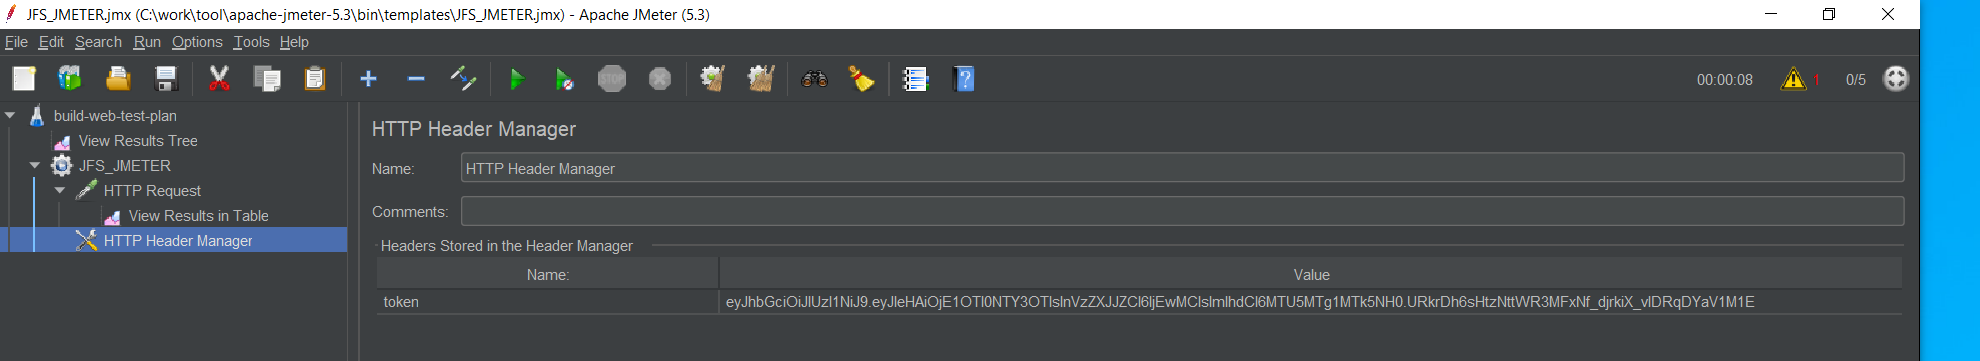 JFS_JMETER.jmx (C:\work\tool\apache-jmeter-5.3\bin\templates\JFS_JMETER.jmx) - Apache JMeter (5.3)
File Edit Search Run Options Tools Help
STOP
00:00:08 1 0/5
build-web-test-plan
View Results Tree
JFS_JMETER
HTTP Request
View Results in Table
HTTP Header Manager
HTTP Header Manager
Name: HTTP Header Manager
Comments:
Headers Stored in the Header Manager
Name: Value
token